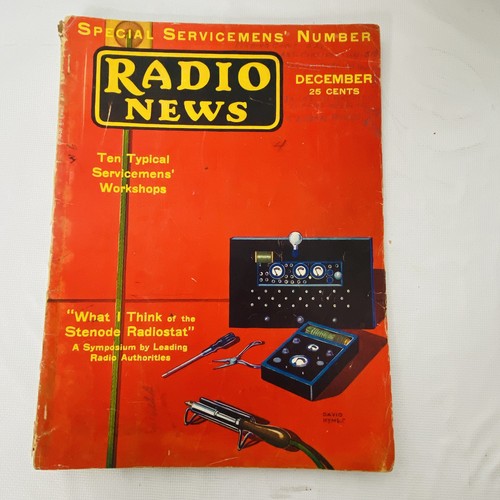 Special Servicemens' Number
RADIO
NEWS
DECEMBER
25 CENTS
Ten Typical
Servicemens'
Workshops
"What I Think of the
Stenode Radiostat"
A Symposium by Leading
Radio Authorities